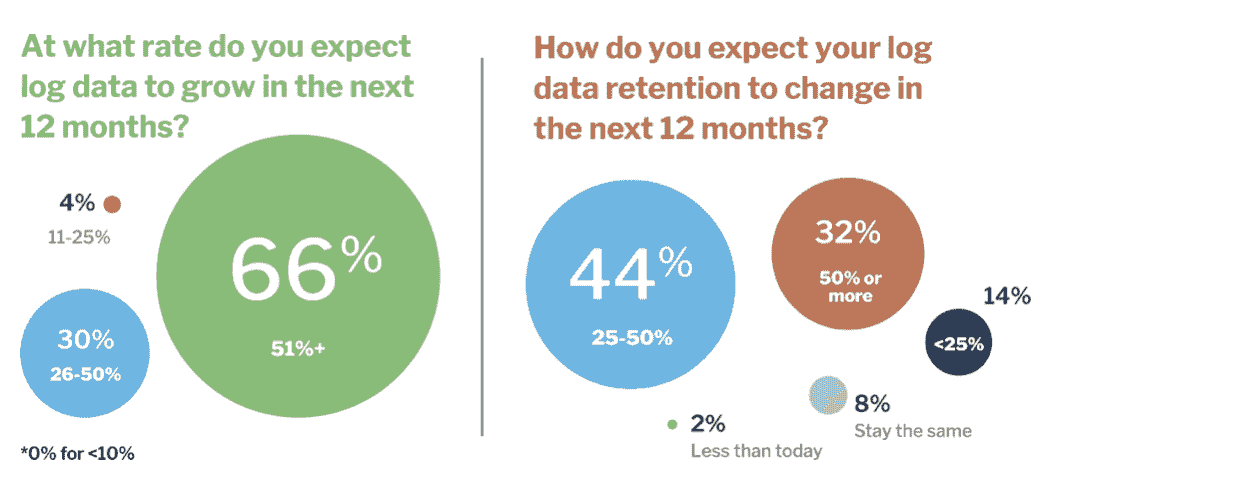 At what rate do you expect
log data to grow in the next
12 months?
4%
11-25%
66%
51%+
30%
26-50%
*0% for <10%
How do you expect your log
data retention to change in
the next 12 months?
44%
25-50%
32%
50% or
more
14%
<25%
8%
Stay the same
2%
Less than today